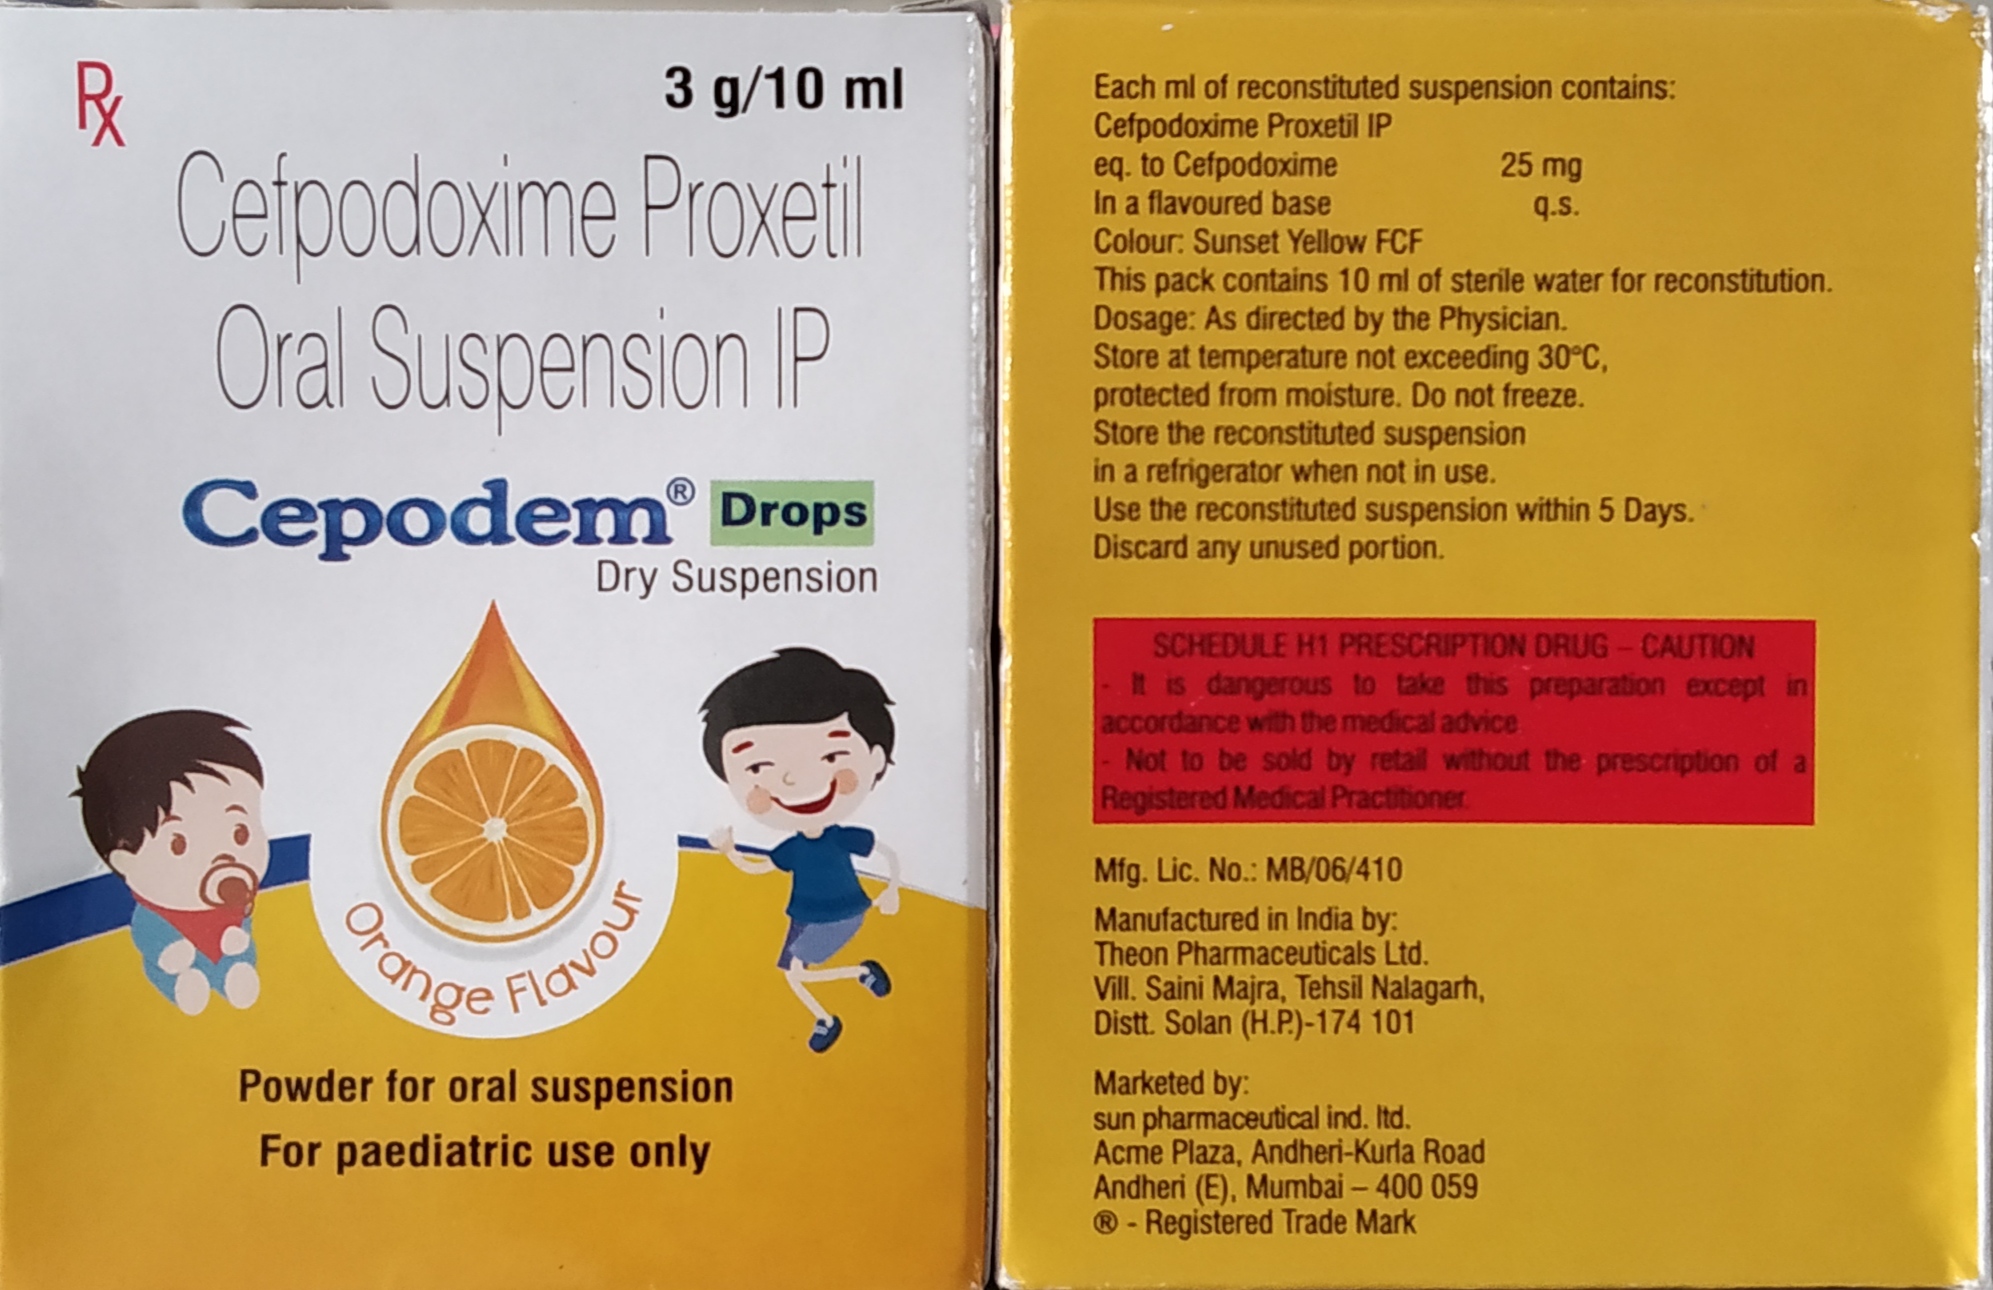 Rx
3 g/10 ml
Cefpodoxime Proxetil
Oral Suspension IP
Cepodem® Drops
Dry Suspension
Orange Flavour
Powder for oral suspension
For paediatric use only
Each ml of reconstituted suspension contains:
Cefpodoxime Proxetil IP
eq. to Cefpodoxime 25 mg
In a flavoured base q.s.
Colour: Sunset Yellow FCF
This pack contains 10 ml of sterile water for reconstitution.
Dosage: As directed by the Physician.
Store at temperature not exceeding 30°C,
protected from moisture. Do not freeze.
Store the reconstituted suspension
in a refrigerator when not in use.
Use the reconstituted suspension within 5 Days.
Discard any unused portion.
SCHEDULE H1 PRESCRIPTION DRUG – CAUTION
- It is dangerous to take this preparation except in
accordance with the medical advice.
- Not to be sold by retail without the prescription of a
Registered Medical Practitioner.
Mfg. Lic. No.: MB/06/410
Manufactured in India by:
Theon Pharmaceuticals Ltd.
Vill. Saini Majra, Tehsil Nalagarh,
Distt. Solan (H.P.)-174 101
Marketed by:
sun pharmaceutical ind. ltd.
Acme Plaza, Andheri-Kurla Road
Andheri (E), Mumbai – 400 059
® - Registered Trade Mark